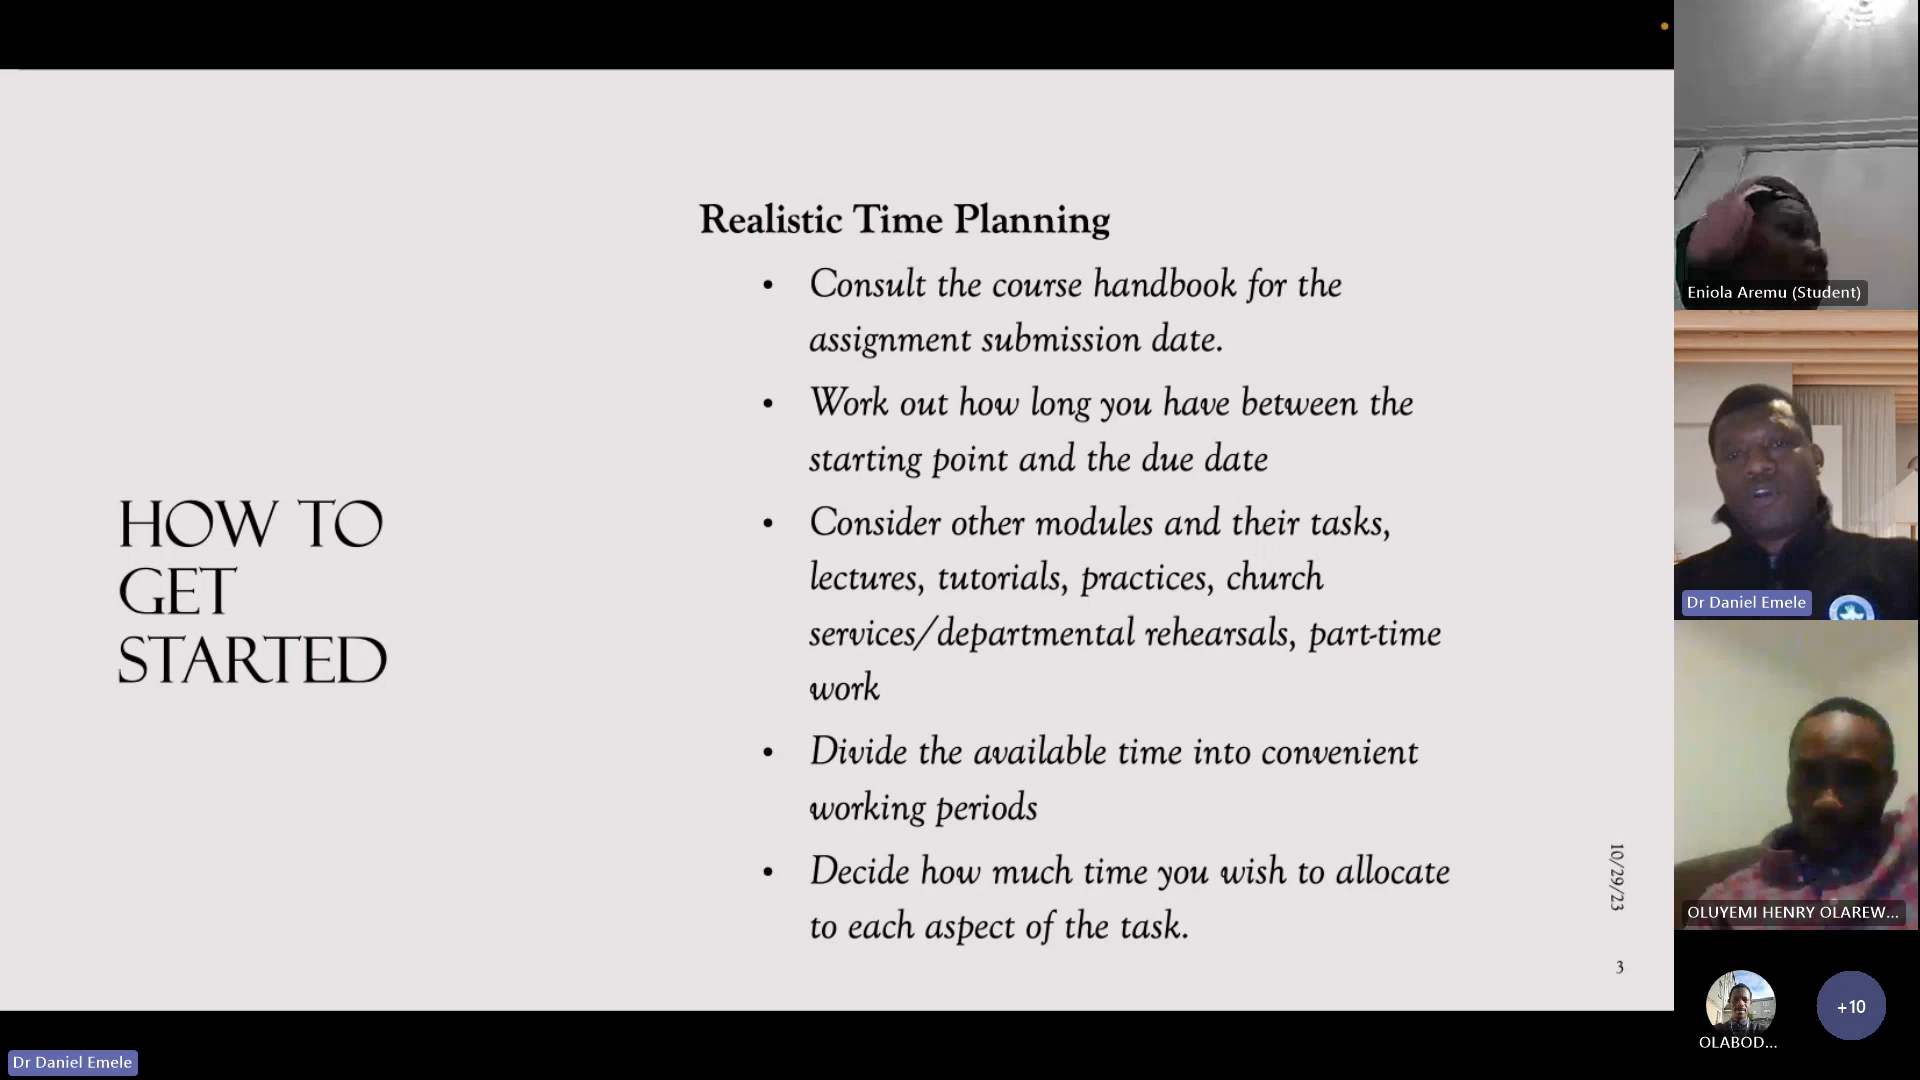 HOW TO
GET
STARTED
Realistic Time Planning
• Consult the course handbook for the
assignment submission date.
• Work out how long you have between the
starting point and the due date
• Consider other modules and their tasks,
lectures, tutorials, practices, church
services/departmental rehearsals, part-time
work
• Divide the available time into convenient
working periods
• Decide how much time you wish to allocate
to each aspect of the task.
10/29/23
3
Eniola Aremu (Student)
Dr Daniel Emele
OLUYEMI HENRY OLAREW...
OLABOD...
+10
Dr Daniel Emele